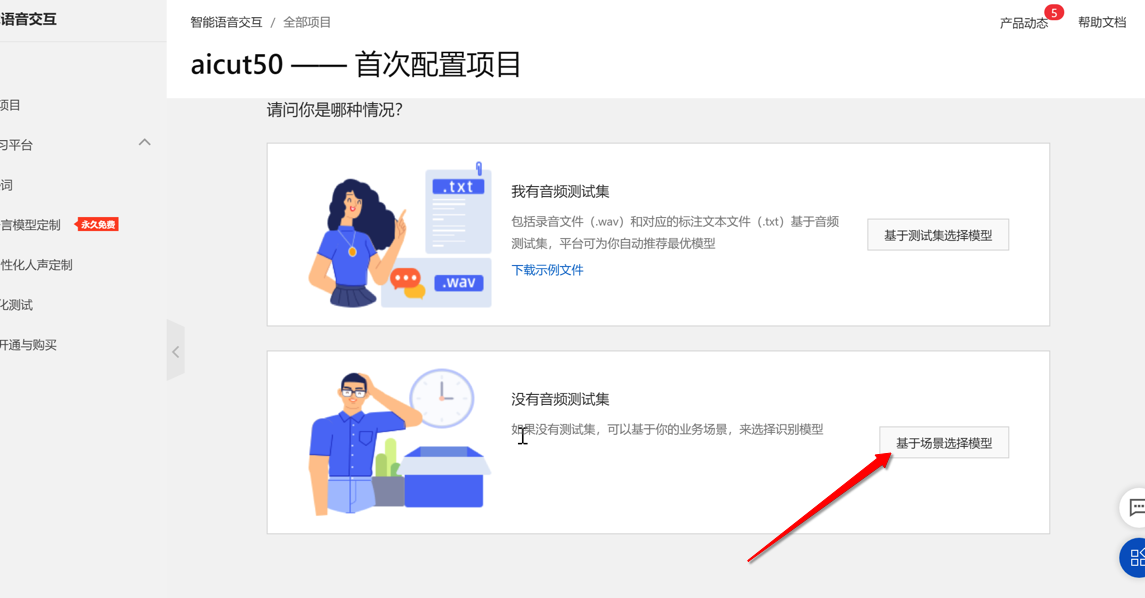 语音交互
智能语音交互 / 全部项目
产品动态
5
帮助文档
aicut50 —— 首次配置项目
项目
习平台
词
言模型定制
永久免费
性化人声定制
化测试
开通与购买
请问你是哪种情况?
.txt
.wav
我有音频测试集
包括录音文件（.wav）和对应的标注文本文件（.txt）基于音频
测试集，平台可为你自动推荐最优模型
下载示例文件
基于测试集选择模型
没有音频测试集
如果没有测试集，可以基于你的业务场景，来选择识别模型
基于场景选择模型